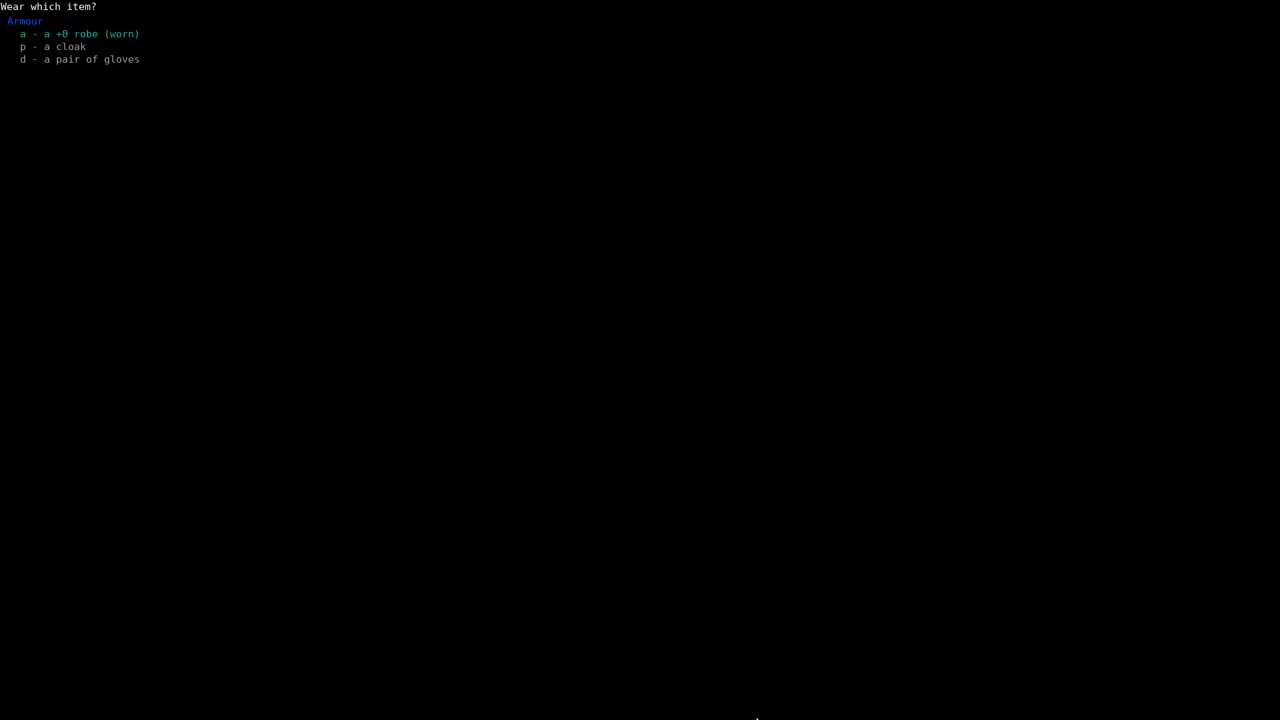 Wear which item?
Armour
a - a +0 robe (worn)
p - a cloak
d - a pair of gloves